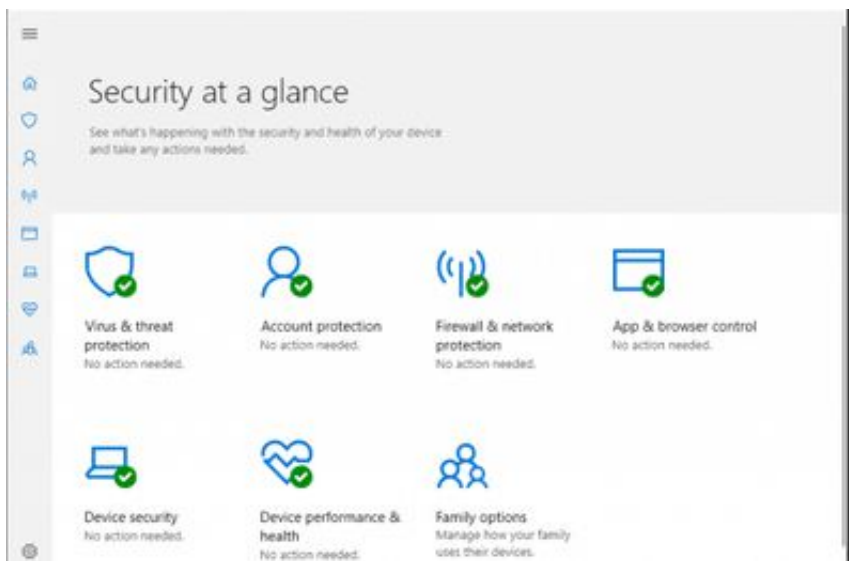 Security at a glance
See what's happening with the security and health of your device
and take any actions needed.
Virus & threat
protection
No action needed.
Account protection
No action needed.
Firewall & network
protection
No action needed.
App & browser control
No action needed.
Device security
No action needed.
Device performance &
health
No action needed.
Family options
Manage how your family
uses their devices.